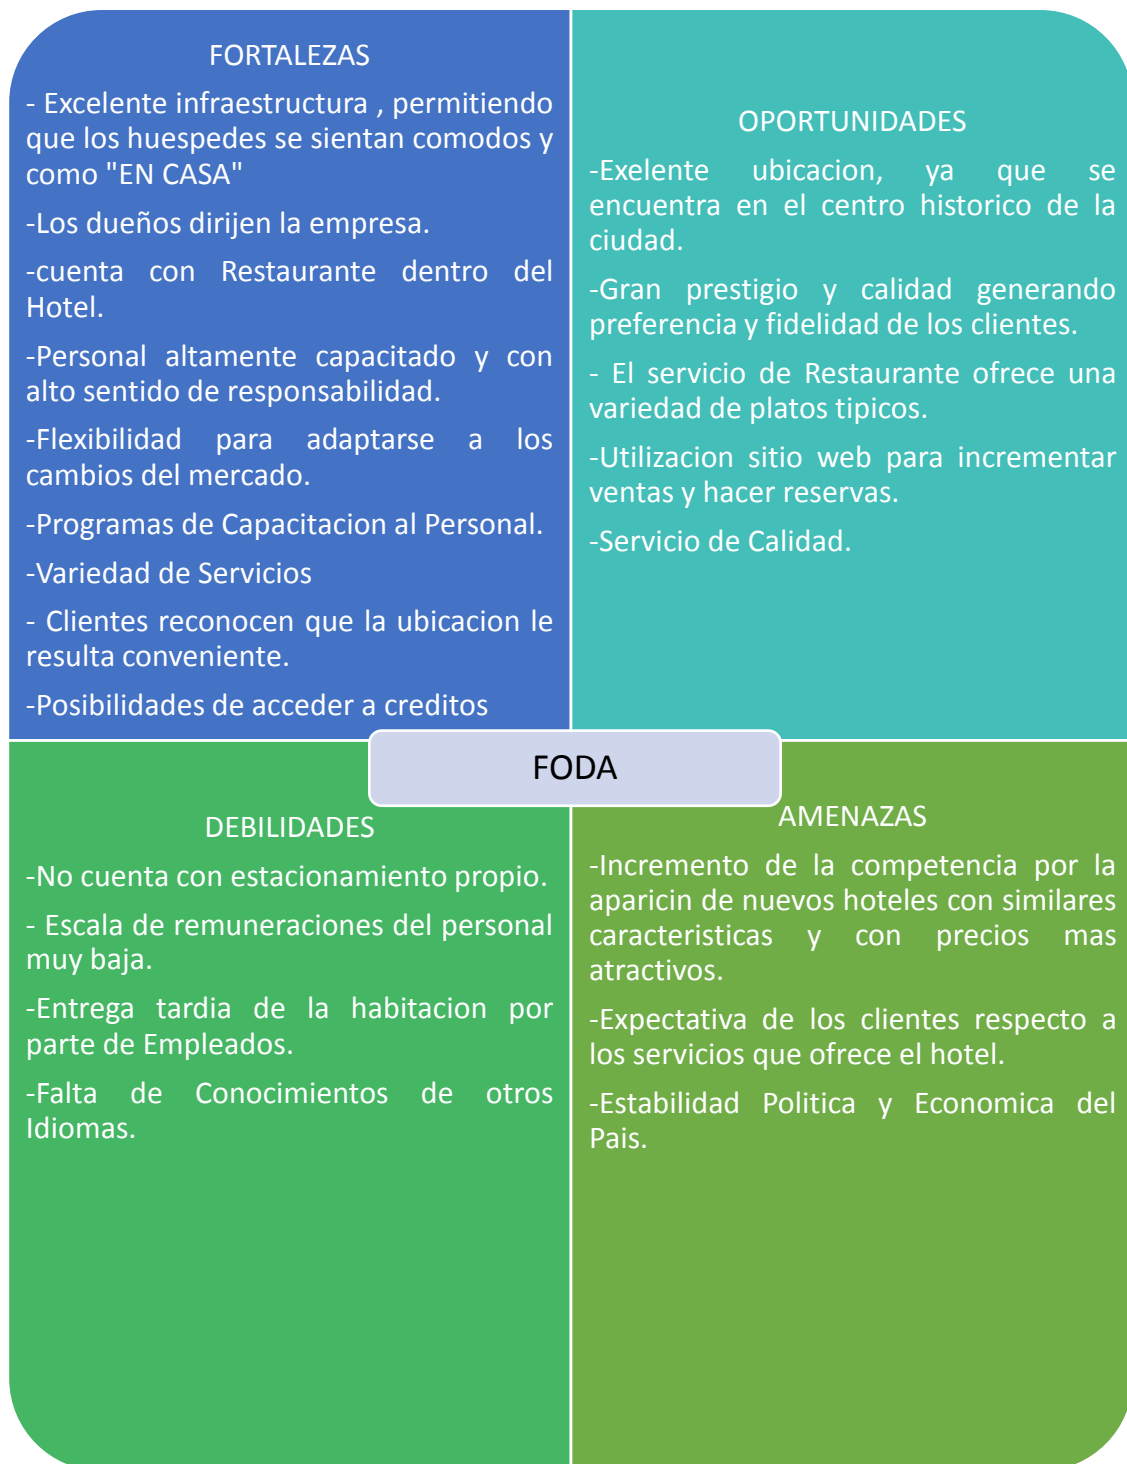 FORTALEZAS
- Excelente infraestructura , permitiendo
que los huespedes se sientan comodos y
como "EN CASA"
-Los dueños dirijen la empresa.
-cuenta con Restaurante dentro del
Hotel.
-Personal altamente capacitado y con
alto sentido de responsabilidad.
-Flexibilidad para adaptarse a los
cambios del mercado.
-Programas de Capacitacion al Personal.
-Variedad de Servicios
- Clientes reconocen que la ubicacion le
resulta conveniente.
-Posibilidades de acceder a creditos
OPORTUNIDADES
-Exelente ubicacion, ya que se
encuentra en el centro historico de la
ciudad.
-Gran prestigio y calidad generando
preferencia y fidelidad de los clientes.
- El servicio de Restaurante ofrece una
variedad de platos tipicos.
-Utilizacion sitio web para incrementar
ventas y hacer reservas.
-Servicio de Calidad.
FODA
DEBILIDADES
-No cuenta con estacionamiento propio.
- Escala de remuneraciones del personal
muy baja.
-Entrega tardia de la habitacion por
parte de Empleados.
-Falta de Conocimientos de otros
Idiomas.
AMENAZAS
-Incremento de la competencia por la
aparicin de nuevos hoteles con similares
caracteristicas y con precios mas
atractivos.
-Expectativa de los clientes respecto a
los servicios que ofrece el hotel.
-Estabilidad Politica y Economica del
Pais.